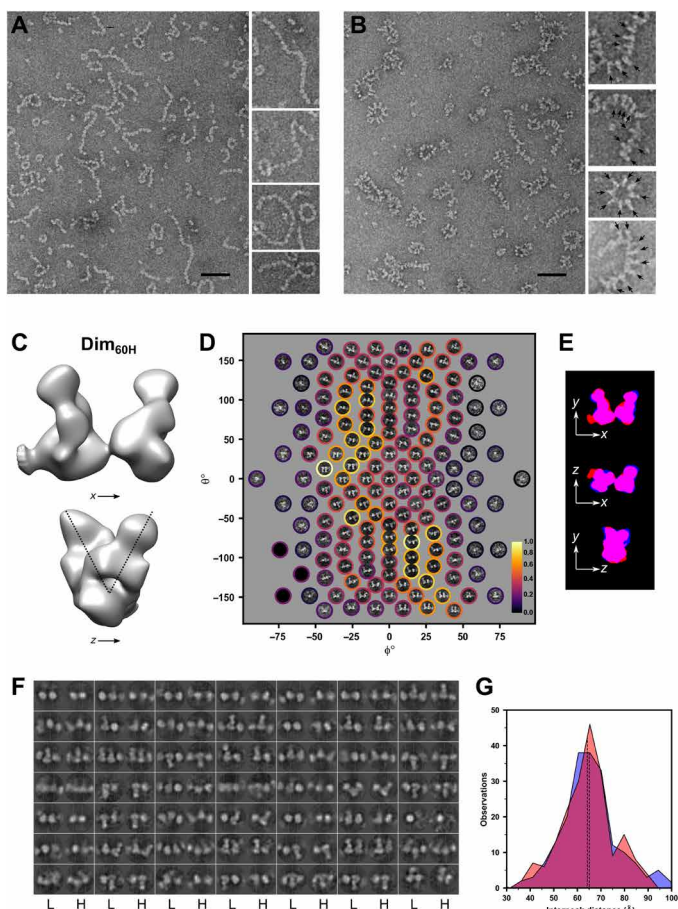 A
B
C
Dim60H
x
z
D
θ°
150
100
50
0
−50
−100
−150
−75
−50
−25
0
25
50
75
ϕ°
1.0
0.8
0.6
0.4
0.2
0.0
E
y
x
z
x
y
z
F
L H L H L H L H L H L H L H
G
Observations
50
40
30
20
10
0
30 40 50 60 70 80 90 100